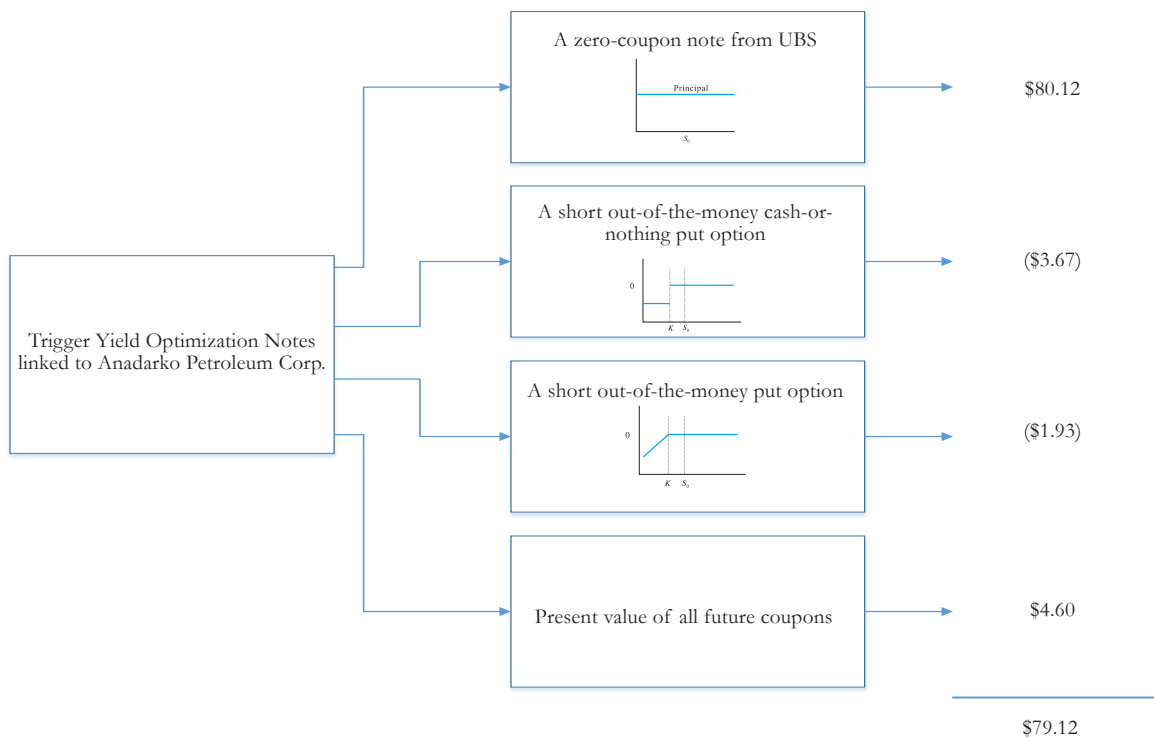 A zero-coupon note from UBS
Principal
S0
$80.12
A short out-of-the-money cash-or-
nothing put option
0
K
S0
($3.67)
Trigger Yield Optimization Notes
linked to Anadarko Petroleum Corp.
A short out-of-the-money put option
0
K
S0
($1.93)
Present value of all future coupons
$4.60
$79.12